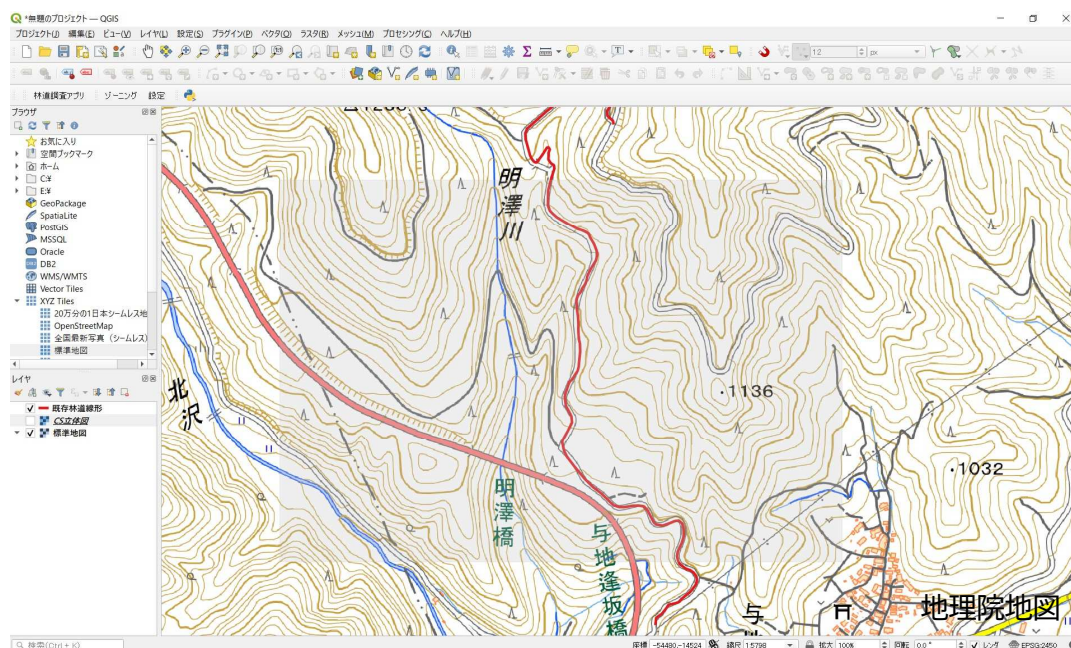 *無題のプロジェクト — QGIS
プロジェクト(J) 編集(E) ビュー(V) レイヤ(L) 設定(S) プラグイン(P) ベクタ(O) ラスタ(R) メッシュ(M) プロセシング(C) ヘルプ(H)
12 px
林道調査アプリ ゾーニング 設定
ブラウザ
お気に入り
空間ブックマーク
ホーム
C:¥
E:¥
GeoPackage
SpatiaLite
PostGIS
MSSQL
Oracle
DB2
WMS/WMTS
Vector Tiles
XYZ Tiles
20万分の1日本シームレス地
OpenStreetMap
全国最新写真（シームレス)
標準地図
レイヤ
既存林道線形
CS立体図
標準地図
明澤川
北沢
1136
1032
明澤橋
与地逢坂橋
与
地理院地図
検索(Ctrl + K)
座標 -54480,-14524 縮尺 1:5798 拡大 100% 回転 0.0° レンダ EPSG:2450